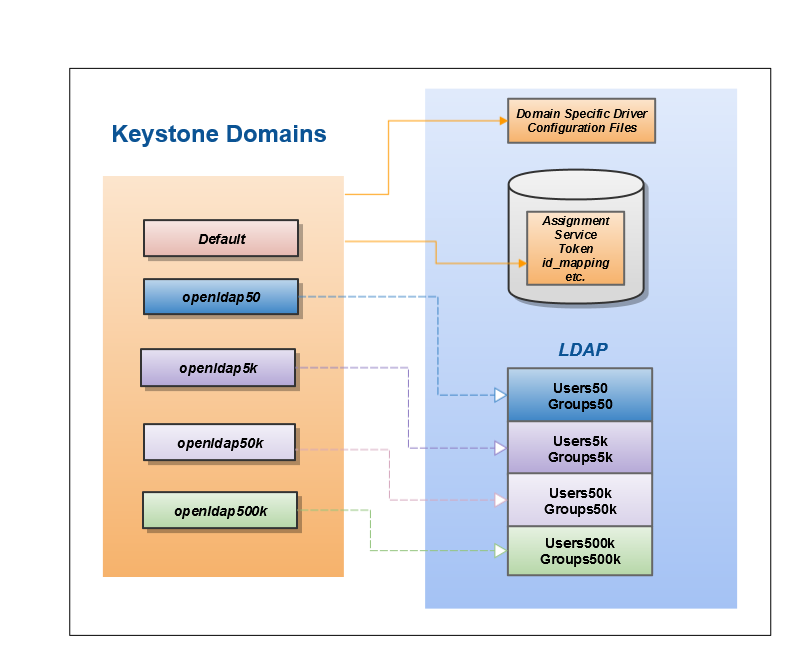 Keystone Domains
Default
openldap50
openldap5k
openldap50k
openldap500k
Domain Specific Driver
Configuration Files
Assignment
Service
Token
id_mapping
etc.
LDAP
Users50
Groups50
Users5k
Groups5k
Users50k
Groups50k
Users500k
Groups500k